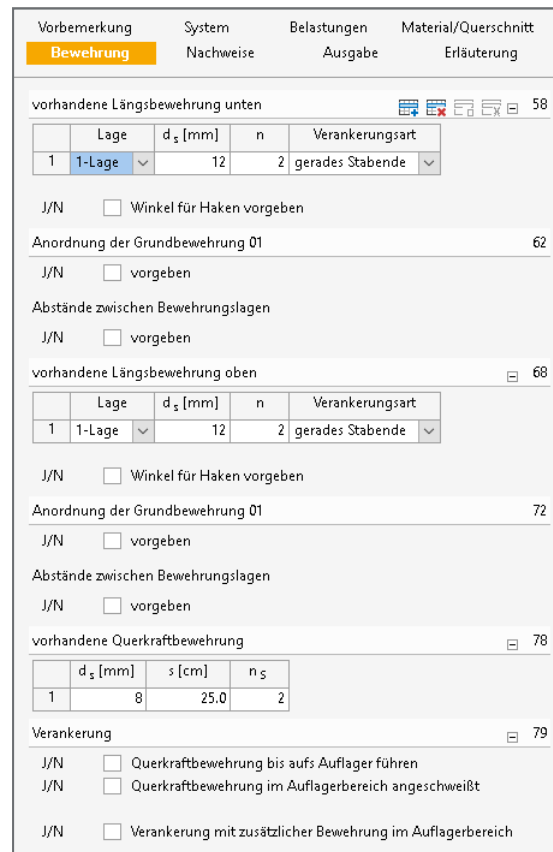 Vorbemerkung System Belastungen Material/Querschnitt
Bewehrung Nachweise Ausgabe Erläuterung
vorhandene Längsbewehrung unten 58
Lage d s [mm] n Verankerungsart
1 1-Lage 12 2 gerades Stabende
J/N Winkel für Haken vorgeben
Anordnung der Grundbewehrung 01 62
J/N vorgeben
Abstände zwischen Bewehrungslagen
J/N vorgeben
vorhandene Längsbewehrung oben 68
Lage d s [mm] n Verankerungsart
1 1-Lage 12 2 gerades Stabende
J/N Winkel für Haken vorgeben
Anordnung der Grundbewehrung 01 72
J/N vorgeben
Abstände zwischen Bewehrungslagen
J/N vorgeben
vorhandene Querkraftbewehrung 78
d s [mm] s [cm] n S
1 8 25.0 2
Verankerung 79
J/N Querkraftbewehrung bis aufs Auflager führen
J/N Querkraftbewehrung im Auflagerbereich angeschweißt
J/N Verankerung mit zusätzlicher Bewehrung im Auflagerbereich